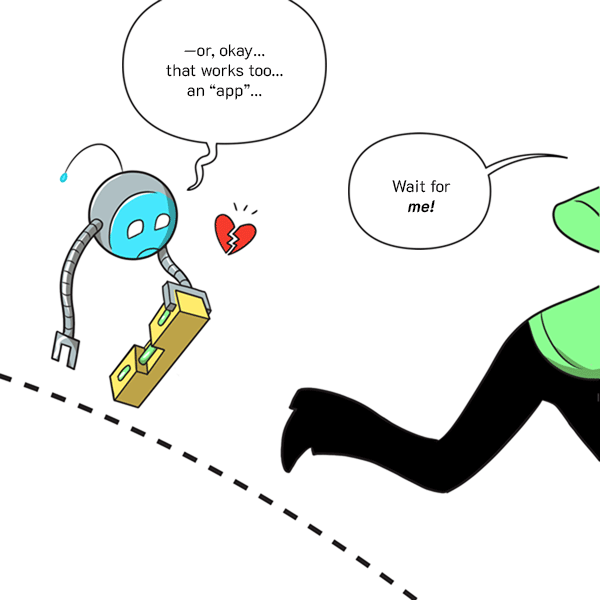 —or, okay...
that works too...
an “app”...
Wait for
me!